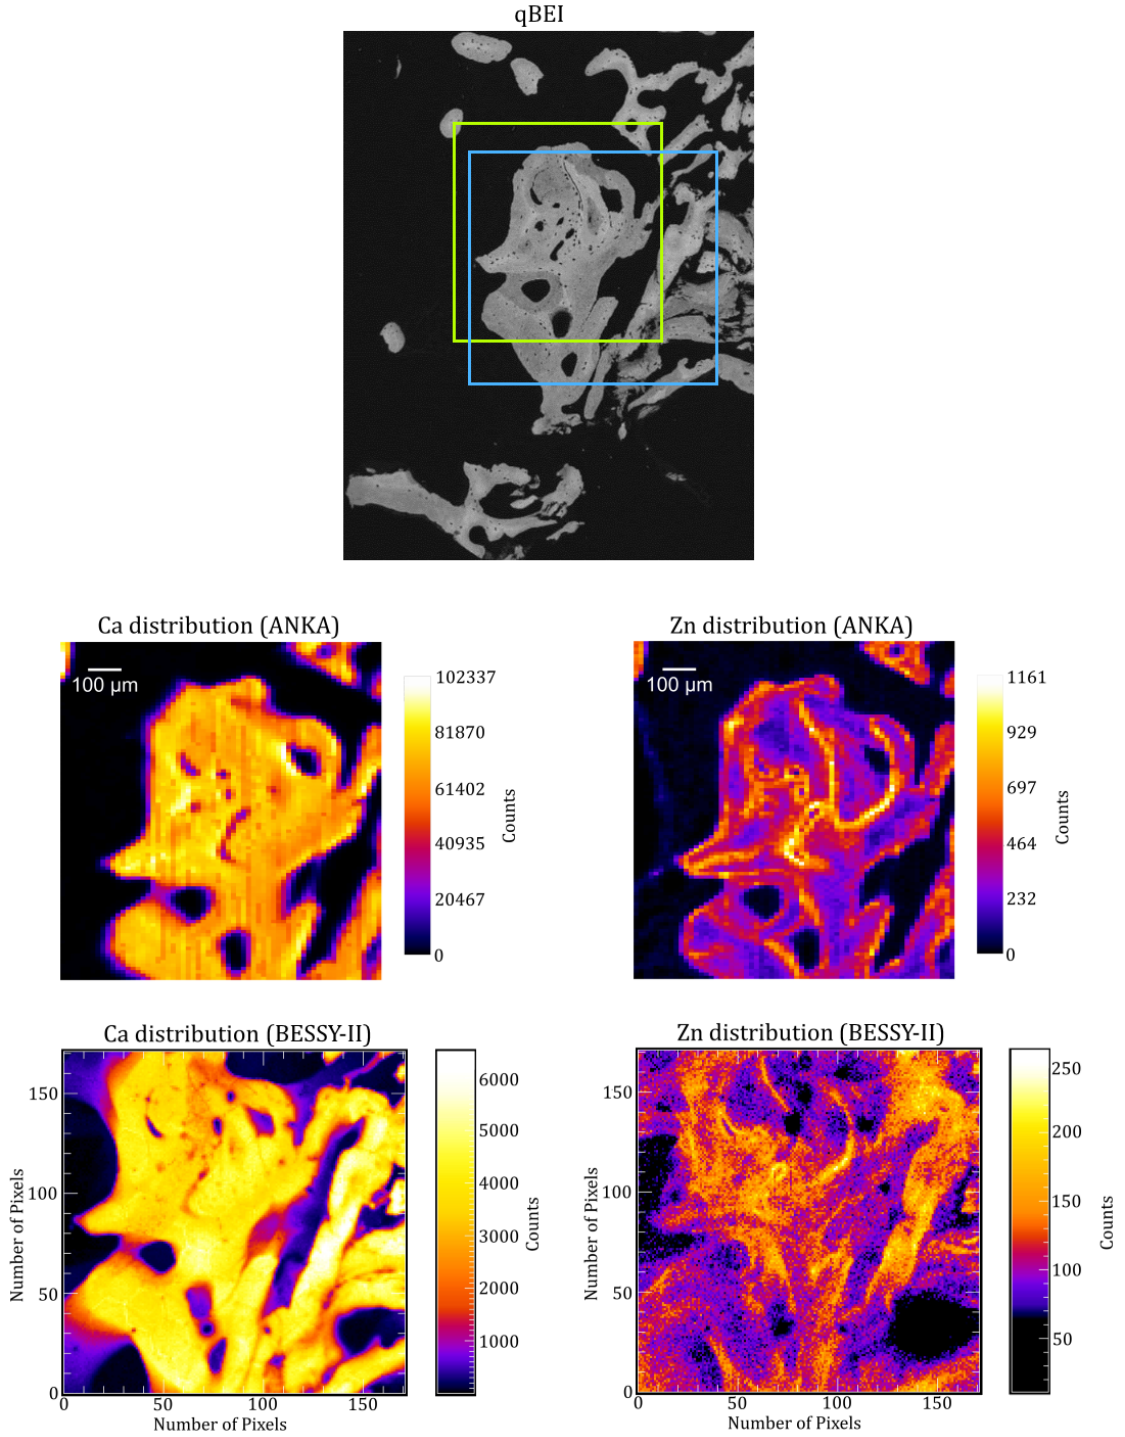 qBEI
Ca distribution (ANKA)
100 μm
102337
81870
61402
40935
20467
0
Counts
Zn distribution (ANKA)
100 μm
1161
929
697
464
232
0
Counts
Ca distribution (BESSY-II)
150
100
50
0
Number of Pixels
0
50
100
150
Number of Pixels
6000
5000
4000
3000
2000
1000
Counts
Zn distribution (BESSY-II)
150
100
50
0
Number of Pixels
0
50
100
150
Number of Pixels
250
200
150
100
50
Counts